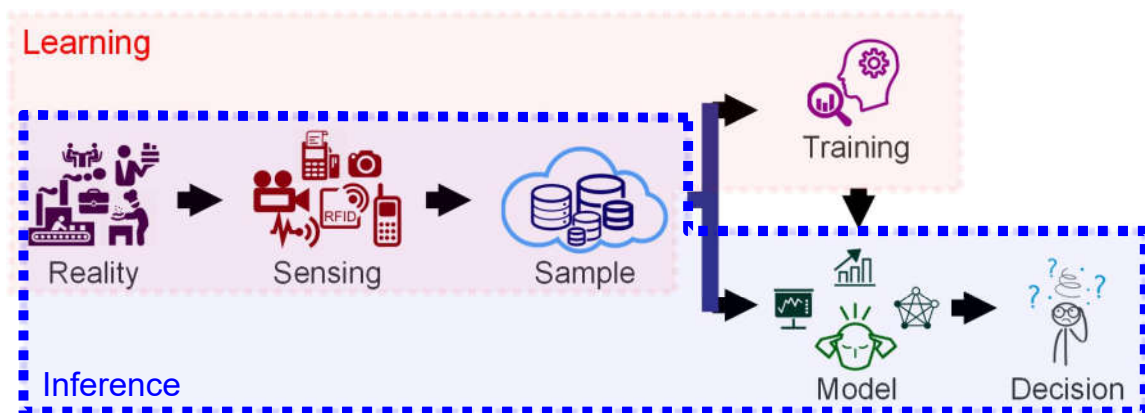 Learning
Training
RFID
Reality
Sensing
Sample
? ? ? ?
Inference
Model
Decision